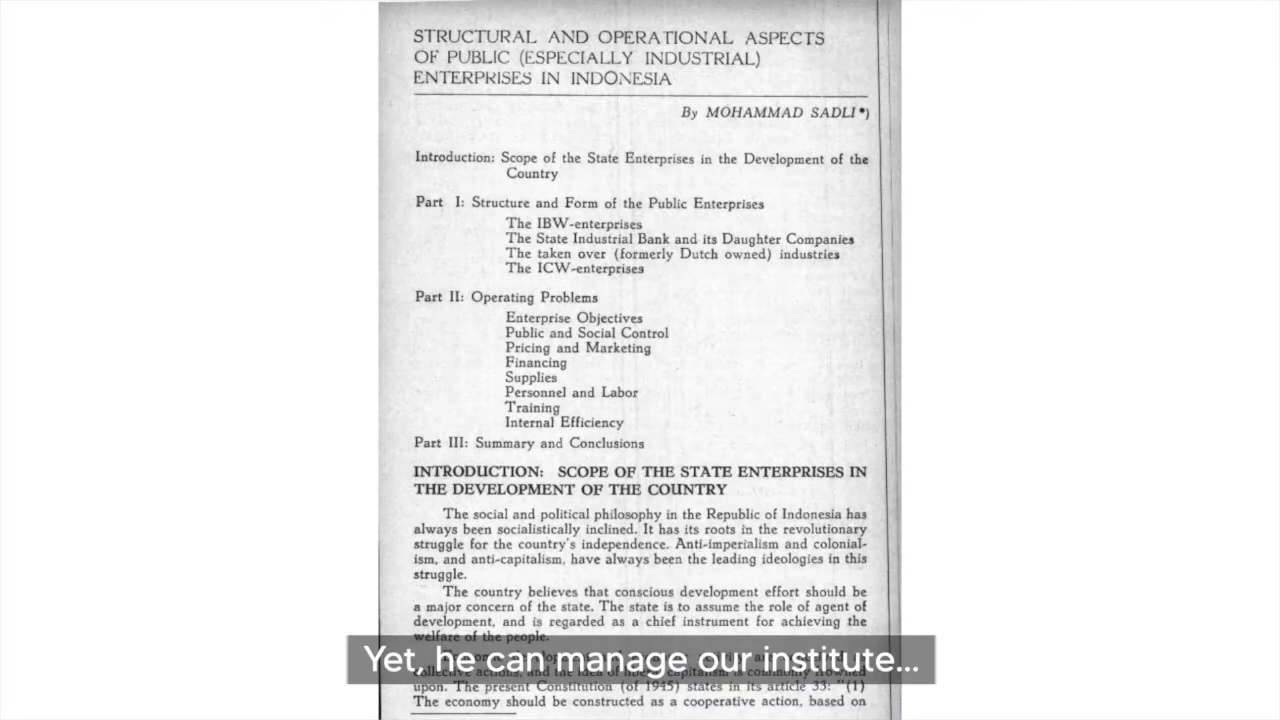 STRUCTURAL AND OPERATIONAL ASPECTS
OF PUBLIC (ESPECIALLY INDUSTRIAL)
ENTERPRISES IN INDONESIA
By MOHAMMAD SADLI*)
Introduction: Scope of the State Enterprises in the Development of the
Country
Part I: Structure and Form of the Public Enterprises
The IBW-enterprises
The State Industrial Bank and its Daughter Companies
The taken over (formerly Dutch owned) industries
The ICW-enterprises
Part II: Operating Problems
Enterprise Objectives
Public and Social Control
Pricing and Marketing
Financing
Supplies
Personnel and Labor
Training
Internal Efficiency
Part III: Summary and Conclusions
INTRODUCTION: SCOPE OF THE STATE ENTERPRISES IN
THE DEVELOPMENT OF THE COUNTRY
The social and political philosophy in the Republic of Indonesia has
always been socialistically inclined. It has its roots in the revolutionary
struggle for the country's independence. Anti-imperialism and colonial-
ism, and anti-capitalism, have always been the leading ideologies in this
struggle.
The country believes that conscious development effort should be
a major concern of the state. The state is to assume the role of agent of
development, and is regarded as a chief instrument for achieving the
welfare of the people.
Yet, he can manage our institute...
collective actions, and the idea of capitalism is commonly frowned
upon. The present Constitution (of 1945) states in its article 33: "(1)
The economy should be constructed as a cooperative action, based on